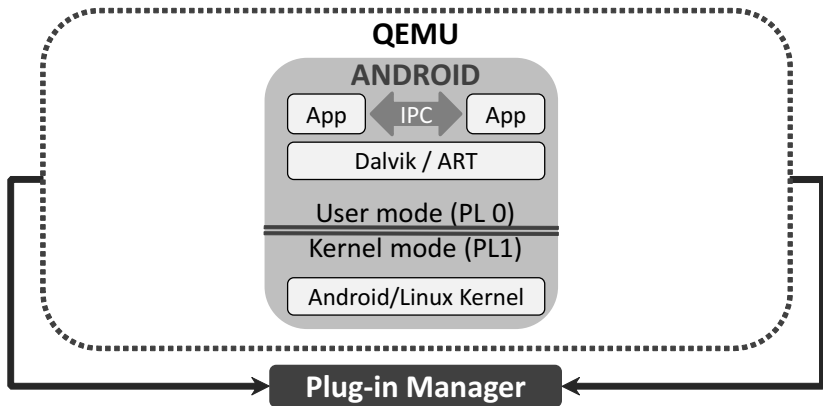 QEMU
ANDROID
App IPC App
Dalvik / ART
User mode (PL 0)
Kernel mode (PL1)
Android/Linux Kernel
Plug-in Manager